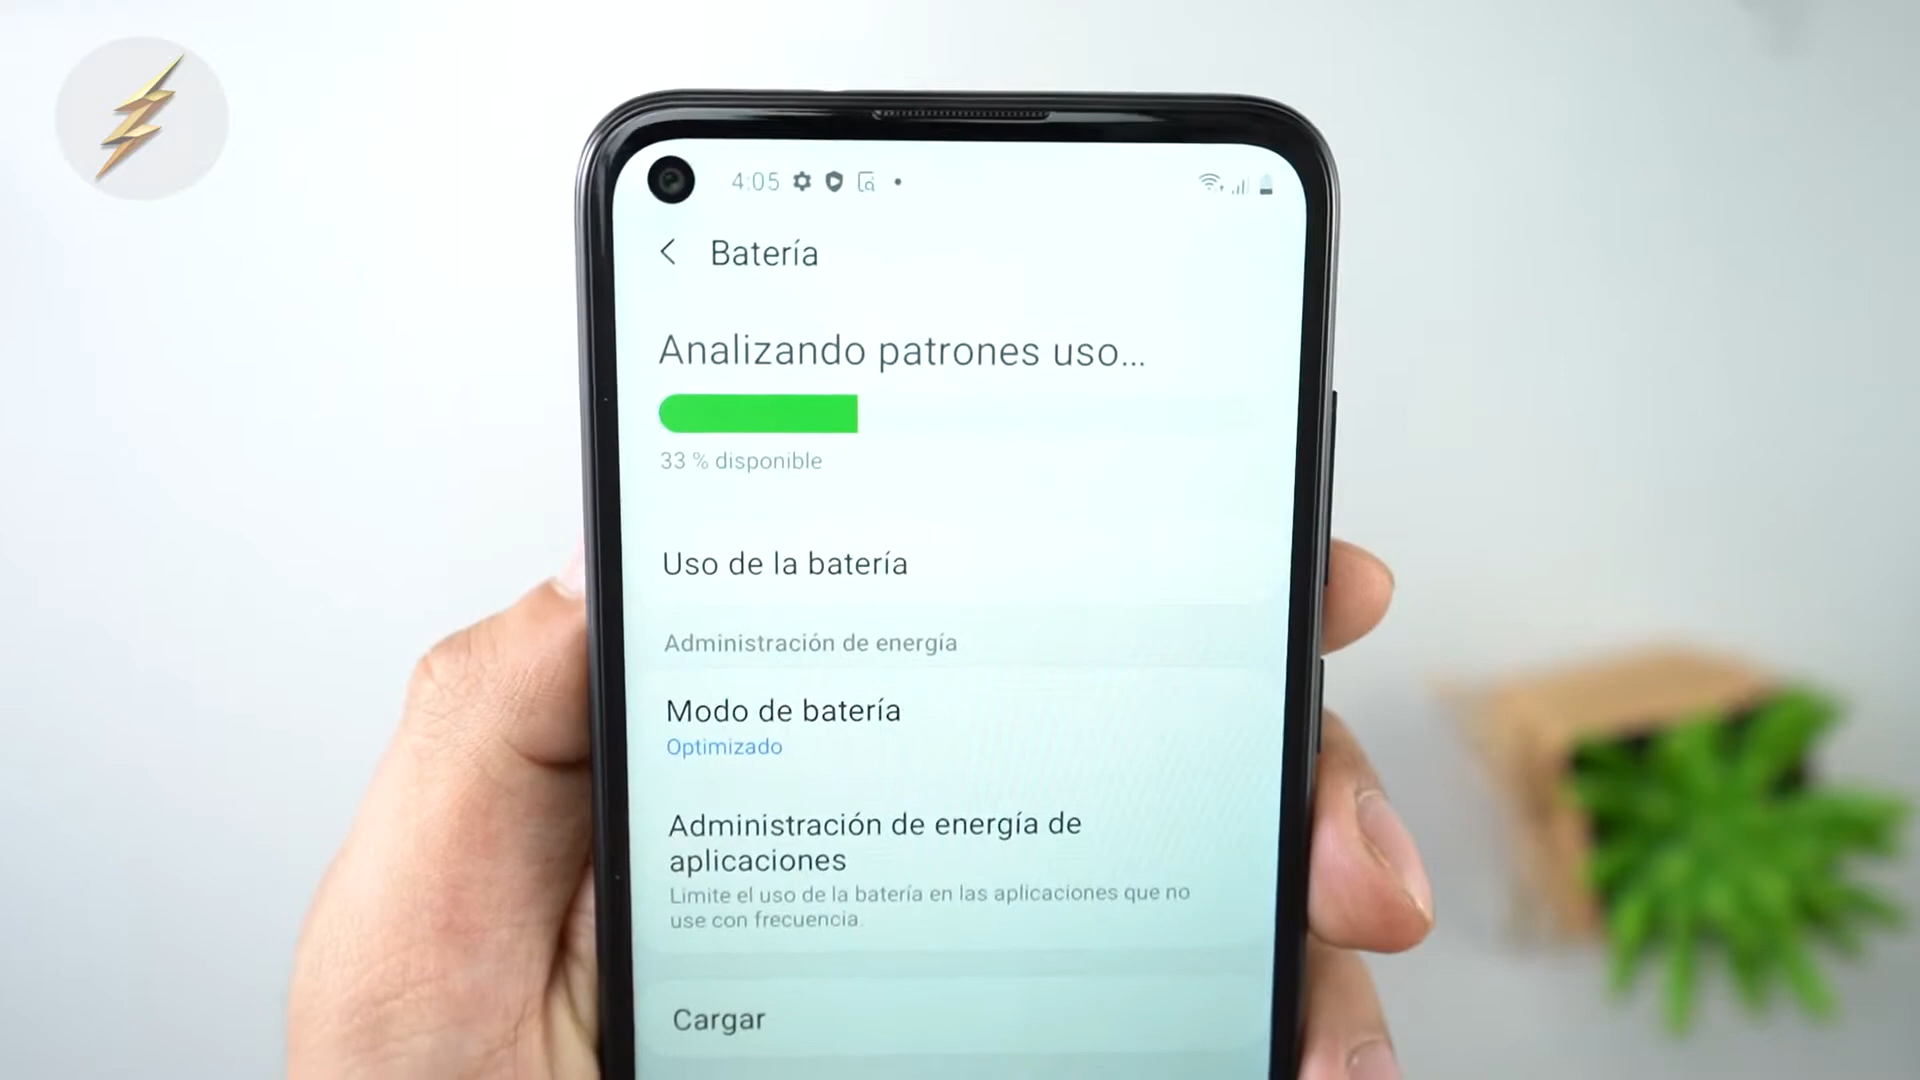 4:05
Batería
Analizando patrones uso...
33 % disponible
Uso de la batería
Administración de energía
Modo de batería
Optimizado
Administración de energía de
aplicaciones
Limite el uso de la batería en las aplicaciones que no
use con frecuencia.
Cargar